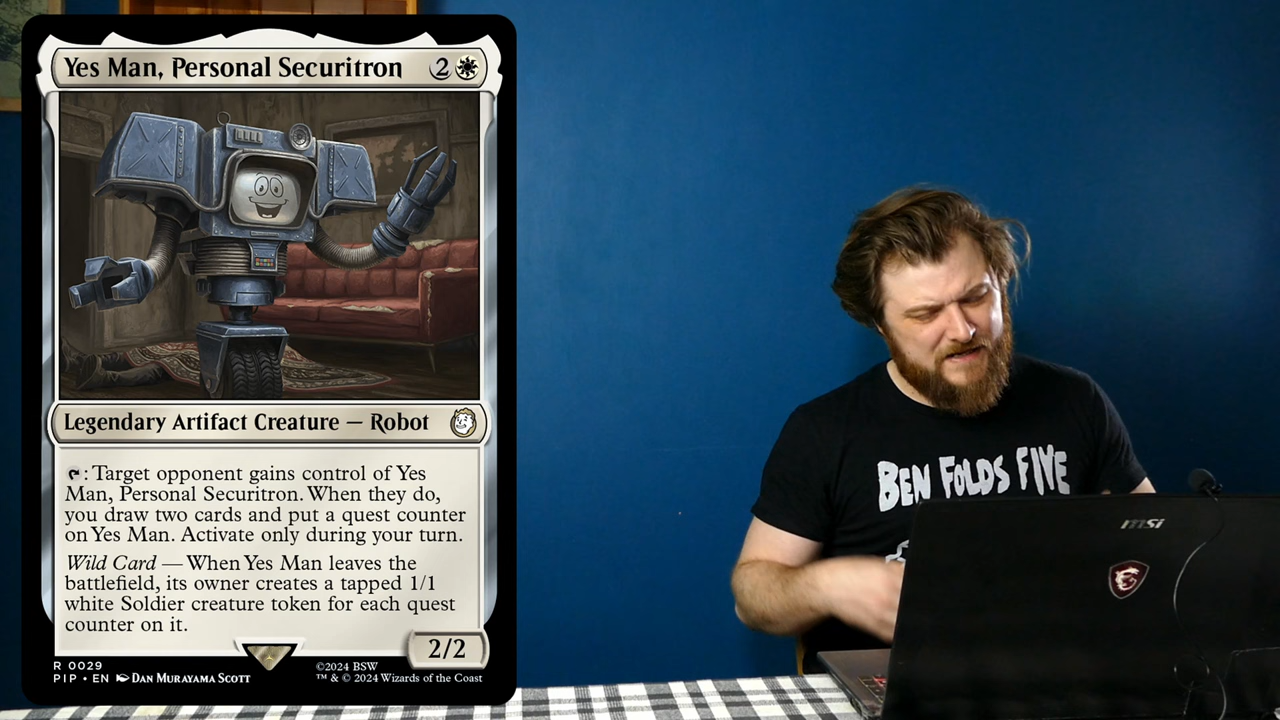 Yes Man, Personal Securitron 2
Legendary Artifact Creature — Robot
: Target opponent gains control of Yes
Man, Personal Securitron. When they do,
you draw two cards and put a quest counter
on Yes Man. Activate only during your turn.
Wild Card — When Yes Man leaves the
battlefield, its owner creates a tapped 1/1
white Soldier creature token for each quest
counter on it.
2/2
R 0029
PIP • EN Dan Murayama Scott
©2024 BSW
™ & © 2024 Wizards of the Coast
BEN FOLDS FIVE
msi